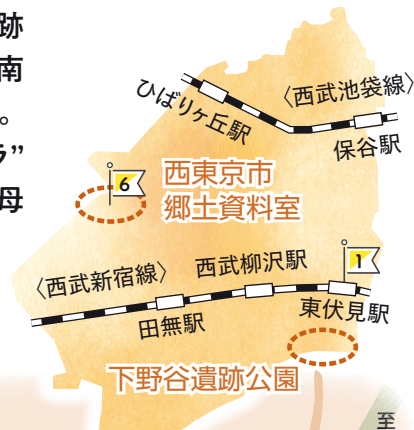 跡
南
。
ラ”
母
ひばりヶ丘駅
〈西武池袋線〉
保谷駅
6
西東京市
郷土資料室
1
〈西武新宿線〉
西武柳沢駅
田無駅
東伏見駅
下野谷遺跡公園
至